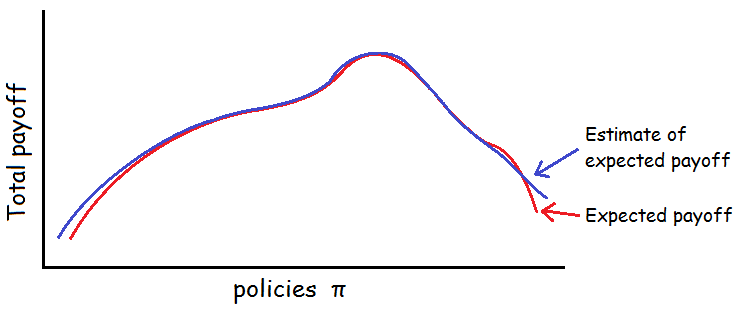 Total payoff
Estimate of
expected payoff
Expected payoff
policies π